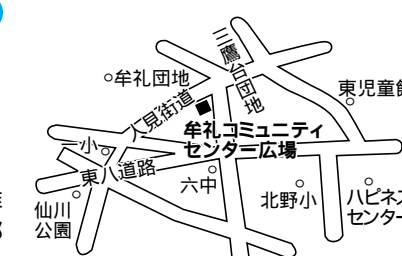 三鷹台団地
牟礼団地
東児童館
人見街道
牟礼コミュニティ
センター広場
一小
東八道路
六中
仙川
公園
北野小
ハピネス
センター